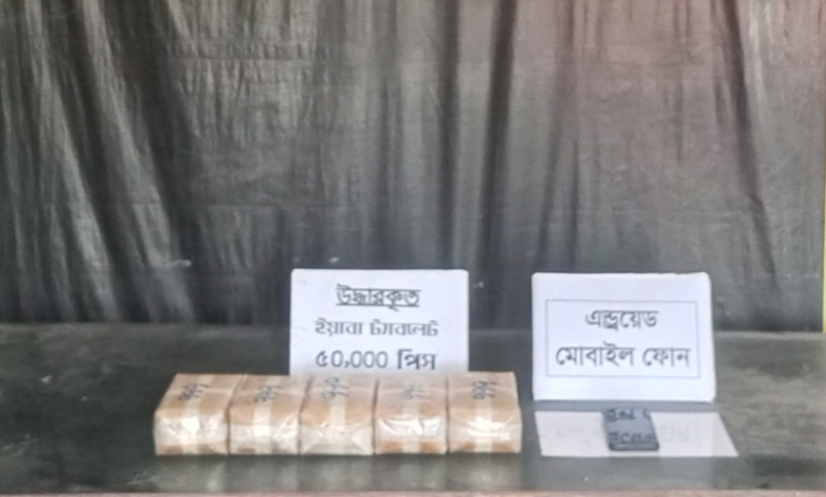 উদ্ধারকৃত
ইয়াবা ট্যাবলেট
৫০,০০০ পিস
এন্ড্রয়েড
মোবাইল ফোন